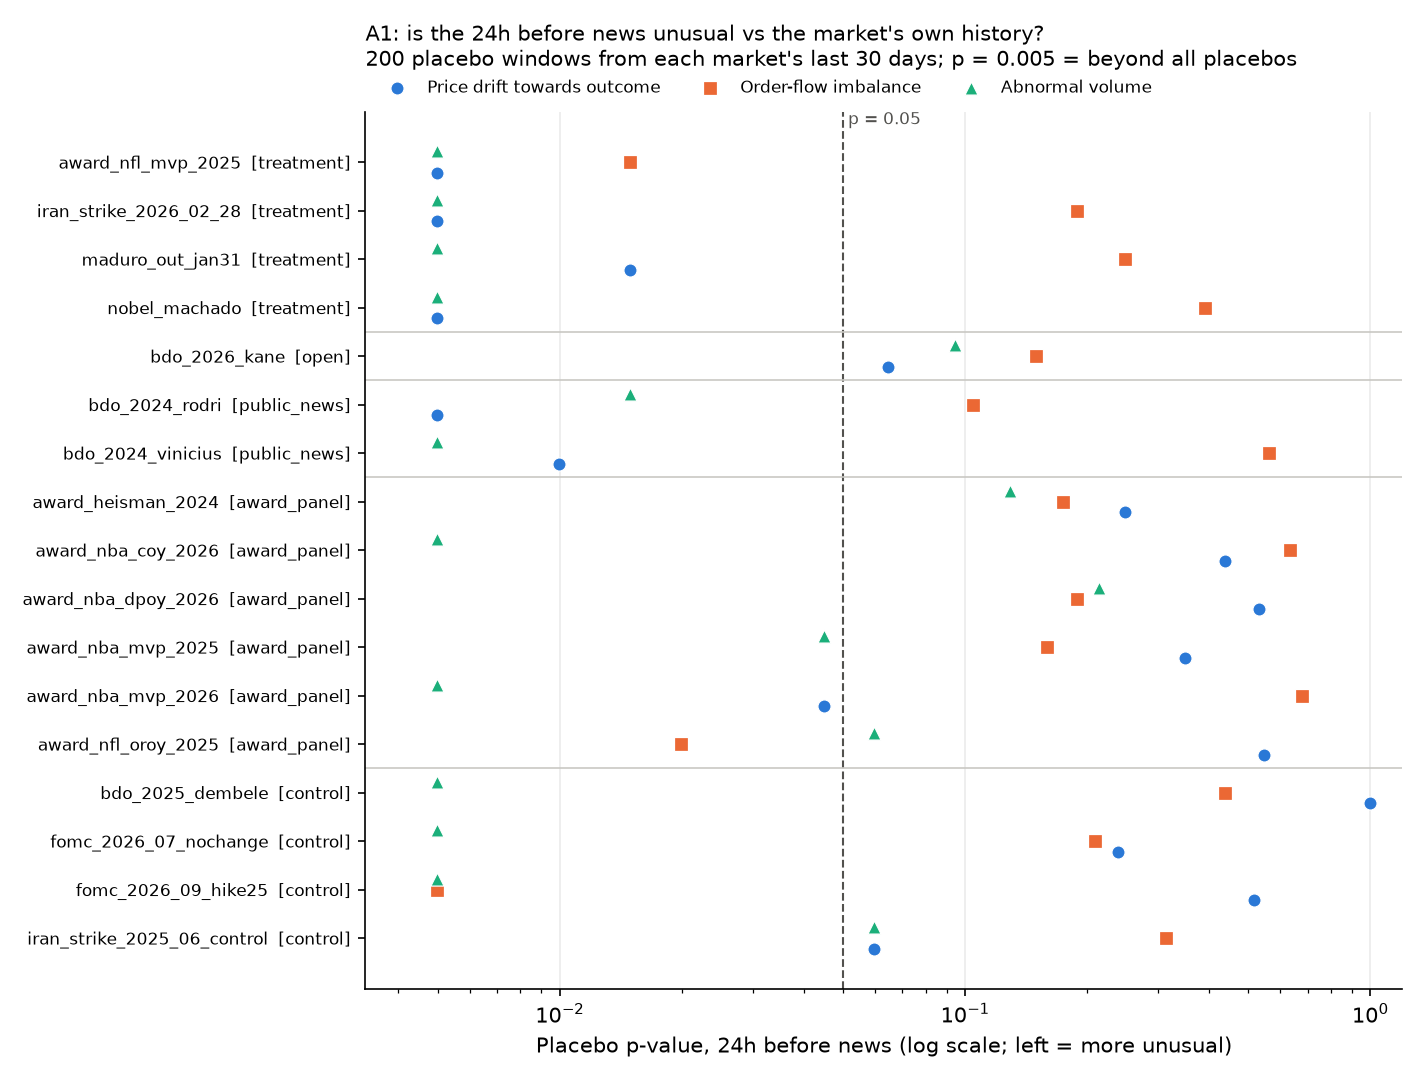 A1: is the 24h before news unusual vs the market's own history?
200 placebo windows from each market's last 30 days; p = 0.005 = beyond all placebos
Price drift towards outcome
Order-flow imbalance
Abnormal volume
p = 0.05
award_nfl_mvp_2025 [treatment]
iran_strike_2026_02_28 [treatment]
maduro_out_jan31 [treatment]
nobel_machado [treatment]
bdo_2026_kane [open]
bdo_2024_rodri [public_news]
bdo_2024_vinicius [public_news]
award_heisman_2024 [award_panel]
award_nba_coy_2026 [award_panel]
award_nba_dpoy_2026 [award_panel]
award_nba_mvp_2025 [award_panel]
award_nba_mvp_2026 [award_panel]
award_nfl_oroy_2025 [award_panel]
bdo_2025_dembele [control]
fomc_2026_07_nochange [control]
fomc_2026_09_hike25 [control]
iran_strike_2025_06_control [control]
10⁻² 10⁻¹ 10⁰
Placebo p-value, 24h before news (log scale; left = more unusual)